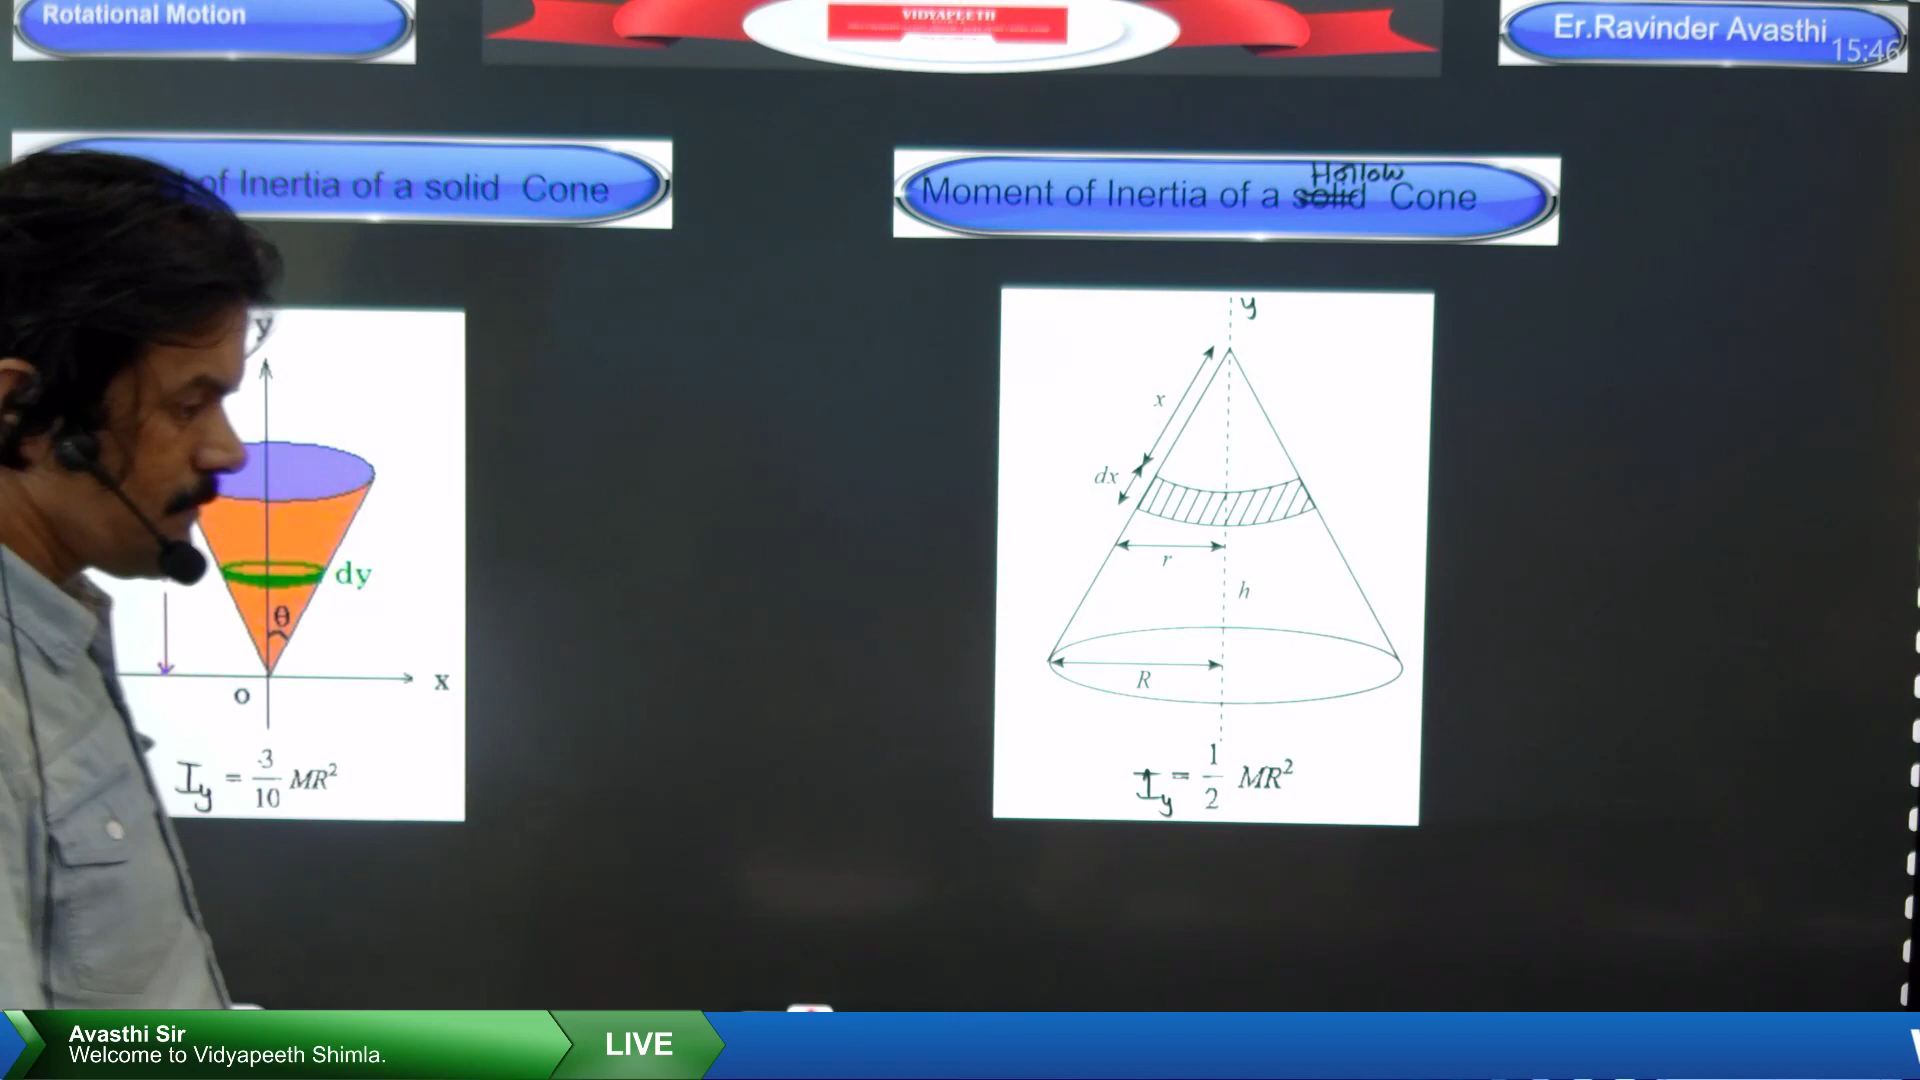 Rotational Motion
VIDYAPEETH
Er.Ravinder Avasthi
15:46
of Inertia of a solid Cone
Moment of Inertia of a solid Hollow Cone
y
dy
θ
x
o
I_y = 3/10 MR²
y
x
dx
r
h
R
I_y = 1/2 MR²
Avasthi Sir
Welcome to Vidyapeeth Shimla.
LIVE